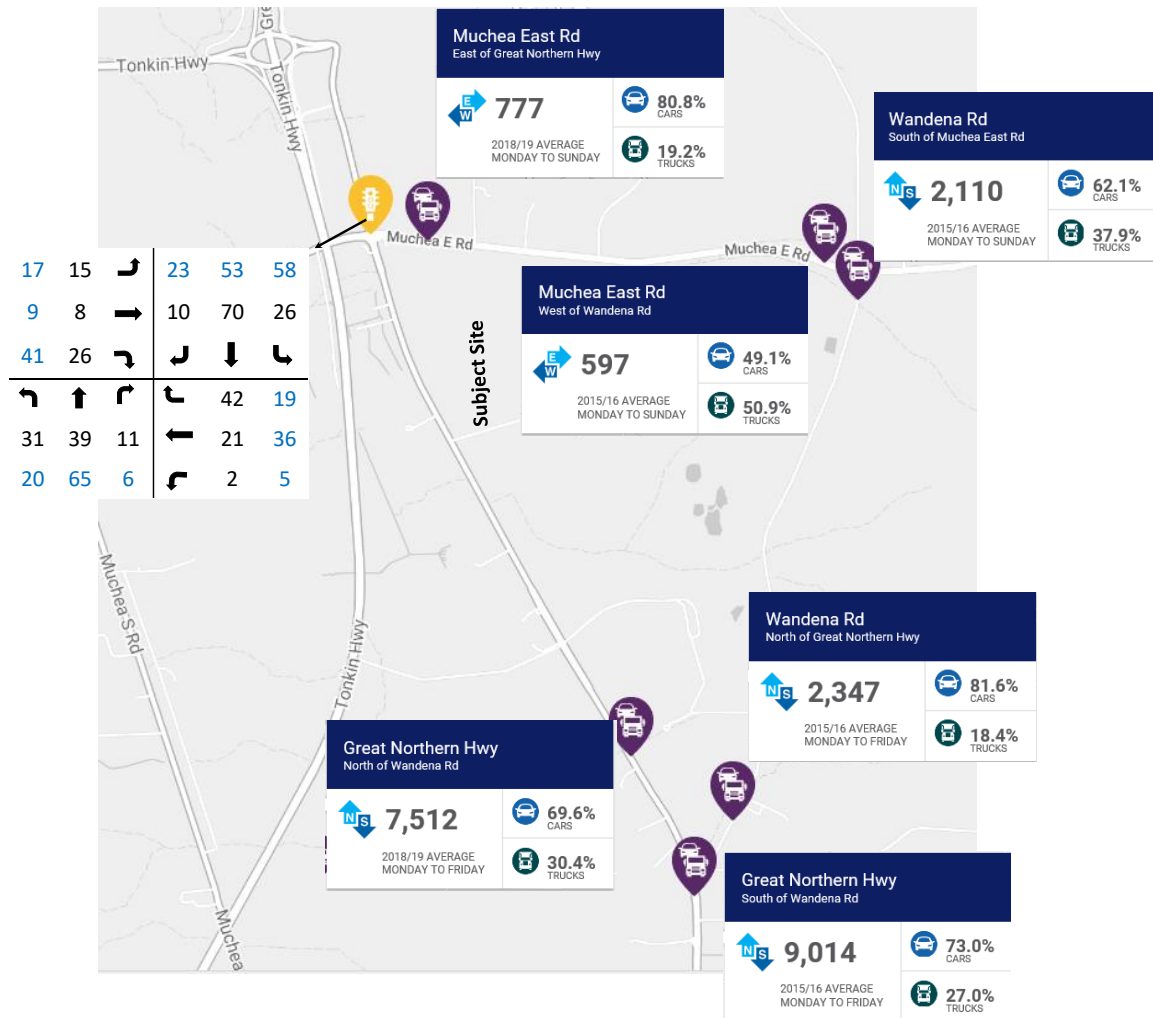 Gre
Tonkin Hwy
Tonkin Hwy
Muchea East Rd
East of Great Northern Hwy
E
W
777
2018/19 AVERAGE
MONDAY TO SUNDAY
80.8%
CARS
19.2%
TRUCKS
Wandena Rd
South of Muchea East Rd
N S
2,110
2015/16 AVERAGE
MONDAY TO SUNDAY
62.1%
CARS
37.9%
TRUCKS
Muchea E Rd
Muchea E Rd
17 15 23 53 58
9 8 10 70 26
41 26
42 19
31 39 11 21 36
20 65 6 2 5
Subject Site
Muchea East Rd
West of Wandena Rd
E
W
597
2015/16 AVERAGE
MONDAY TO SUNDAY
49.1%
CARS
50.9%
TRUCKS
Muchea S Rd
Tonkin Hwy
Wandena Rd
North of Great Northern Hwy
N S
2,347
2015/16 AVERAGE
MONDAY TO FRIDAY
81.6%
CARS
18.4%
TRUCKS
Great Northern Hwy
North of Wandena Rd
N S
7,512
2018/19 AVERAGE
MONDAY TO FRIDAY
69.6%
CARS
30.4%
TRUCKS
Muchea
Great Northern Hwy
South of Wandena Rd
N S
9,014
2015/16 AVERAGE
MONDAY TO FRIDAY
73.0%
CARS
27.0%
TRUCKS